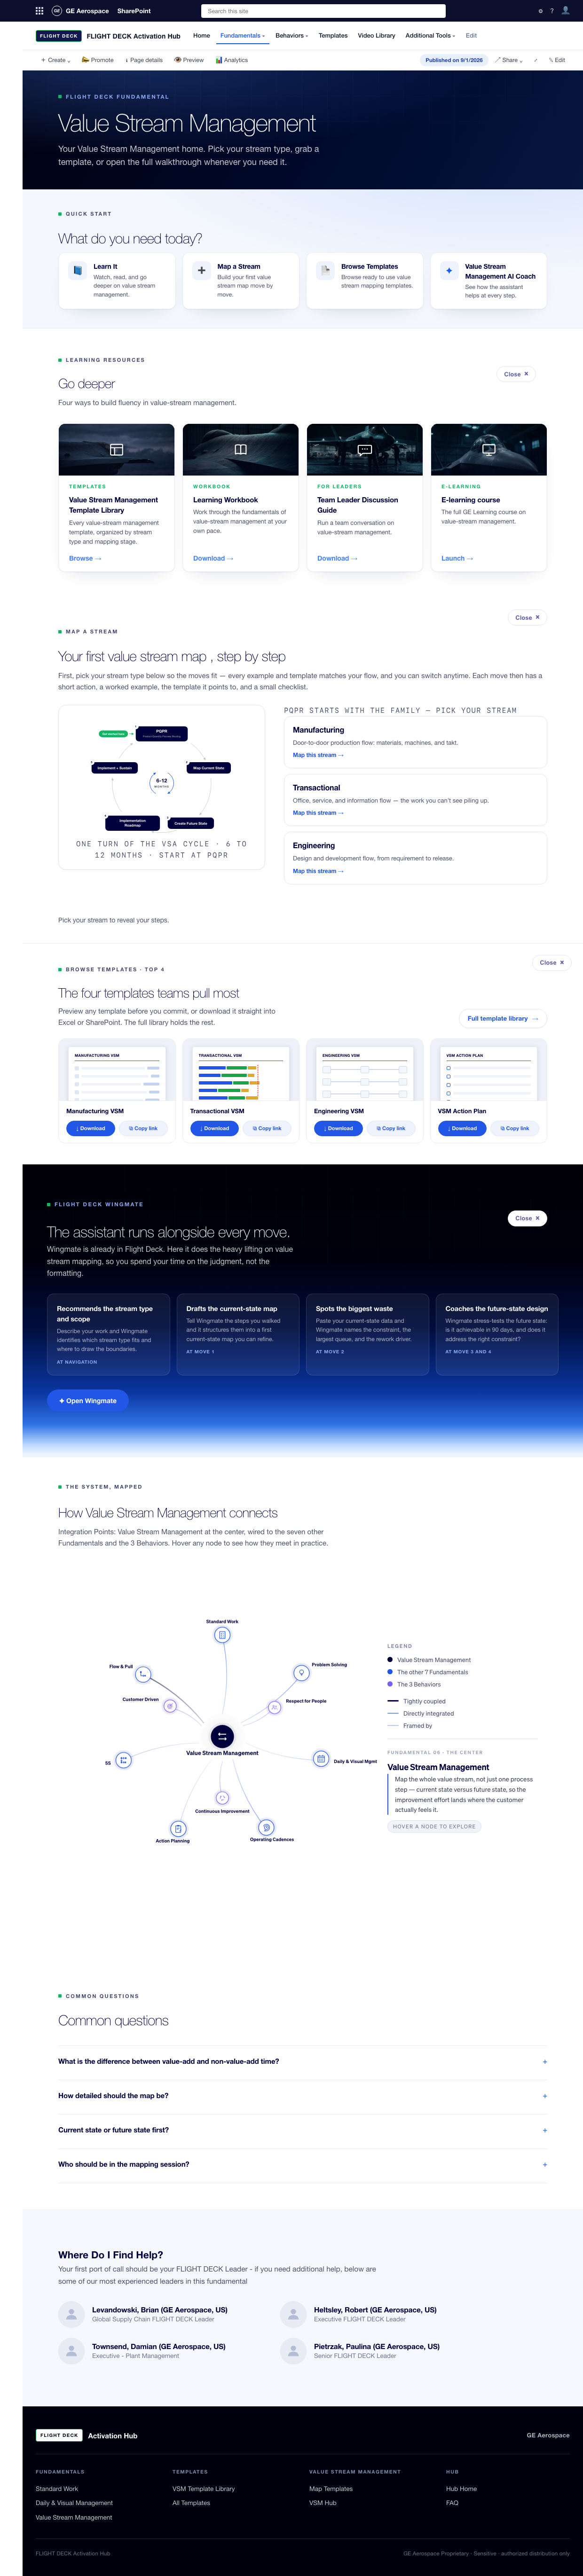 GE Aerospace SharePoint
Search this site
?
FLIGHT DECK FLIGHT DECK Activation Hub Home Fundamentals Behaviors Templates Video Library Additional Tools Edit
+ Create Promote Page details Preview Analytics Published on 9/1/2026 Share Edit
FLIGHT DECK FUNDAMENTAL
Value Stream Management
Your Value Stream Management home. Pick your stream type, grab a
template, or open the full walkthrough whenever you need it.
QUICK START
What do you need today?
Learn It
Watch, read, and go
deeper on value stream
management.
Map a Stream
Build your first value
stream map move by
move.
Browse Templates
Browse ready to use value
stream mapping templates.
Value Stream
Management AI Coach
See how the assistant
helps at every step.
LEARNING RESOURCES
Close ×
Go deeper
Four ways to build fluency in value-stream management.
TEMPLATES
Value Stream Management
Template Library
Every value-stream management
template, organized by stream
type and mapping stage.
Browse →
WORKBOOK
Learning Workbook
Work through the fundamentals of
value-stream management at your
own pace.
Download →
FOR LEADERS
Team Leader Discussion
Guide
Run a team conversation on
value-stream management.
Download →
E-LEARNING
E-learning course
The full GE Learning course on
value-stream management.
Launch →
Close ×
MAP A STREAM
Your first value stream map , step by step
First, pick your stream type below so the moves fit — every example and template matches your flow, and you can switch anytime. Each move then has a
short action, a worked example, the template it points to, and a small checklist.
Get started here
PQPR
Implement + Sustain
Map Current State
6-12
MONTHS
Implementation
Roadmap
Create Future State
ONE TURN OF THE VSA CYCLE · 6 TO
12 MONTHS · START AT PQPR
PQPR STARTS WITH THE FAMILY — PICK YOUR STREAM
Manufacturing
Door-to-door production flow: materials, machines, and takt.
Map this stream →
Transactional
Office, service, and information flow — the work you can't see piling up.
Map this stream →
Engineering
Design and development flow, from requirement to release.
Map this stream →
Pick your stream to reveal your steps.
Close ×
BROWSE TEMPLATES · TOP 4
The four templates teams pull most
Preview any template before you commit, or download it straight into
Excel or SharePoint. The full library holds the rest.
Full template library →
MANUFACTURING VSM
Manufacturing VSM
↓ Download Copy link
TRANSACTIONAL VSM
Transactional VSM
↓ Download Copy link
ENGINEERING VSM
Engineering VSM
↓ Download Copy link
VSM ACTION PLAN
VSM Action Plan
↓ Download Copy link
FLIGHT DECK WINGMATE
Close ×
The assistant runs alongside every move.
Wingmate is already in Flight Deck. Here it does the heavy lifting on value
stream mapping, so you spend your time on the judgment, not the
formatting.
Recommends the stream type
and scope
Describe your work and Wingmate
identifies which stream type fits and
where to draw the boundaries.
AT NAVIGATION
Drafts the current-state map
Tell Wingmate the steps you walked
and it structures them into a first
current-state map you can refine.
AT MOVE 1
Spots the biggest waste
Paste your current-state data and
Wingmate names the constraint, the
largest queue, and the rework driver.
AT MOVE 2
Coaches the future-state design
Wingmate stress-tests the future state:
is it achievable in 90 days, and does it
address the right constraint?
AT MOVE 3 AND 4
✦ Open Wingmate
THE SYSTEM, MAPPED
How Value Stream Management connects
Integration Points: Value Stream Management at the center, wired to the seven other
Fundamentals and the 3 Behaviors. Hover any node to see how they meet in practice.
Standard Work
Flow & Pull
Problem Solving
Customer Driven
Respect for People
Value Stream Management
5S
Daily & Visual Mgmt
Continuous Improvement
Action Planning
Operating Cadences
LEGEND
Value Stream Management
The other 7 Fundamentals
The 3 Behaviors
Tightly coupled
Directly integrated
Framed by
FUNDAMENTAL 06 · THE CENTER
Value Stream Management
Map the whole value stream, not just one process
step — current state versus future state, so the
improvement effort lands where the customer
actually feels it.
HOVER A NODE TO EXPLORE
COMMON QUESTIONS
Common questions
What is the difference between value-add and non-value-add time? +
How detailed should the map be? +
Current state or future state first? +
Who should be in the mapping session? +
Where Do I Find Help?
Your first port of call should be your FLIGHT DECK Leader - if you need additional help, below are
some of our most experienced leaders in this fundamental
Levandowski, Brian (GE Aerospace, US)
Global Supply Chain FLIGHT DECK Leader
Heltsley, Robert (GE Aerospace, US)
Executive FLIGHT DECK Leader
Townsend, Damian (GE Aerospace, US)
Executive - Plant Management
Pietrzak, Paulina (GE Aerospace, US)
Senior FLIGHT DECK Leader
FLIGHT DECK Activation Hub
GE Aerospace
FUNDAMENTALS
Standard Work
Daily & Visual Management
Value Stream Management
TEMPLATES
VSM Template Library
All Templates
VALUE STREAM MANAGEMENT
Map Templates
VSM Hub
HUB
Hub Home
FAQ
FLIGHT DECK Activation Hub
GE Aerospace Proprietary · Sensitive · authorized distribution only